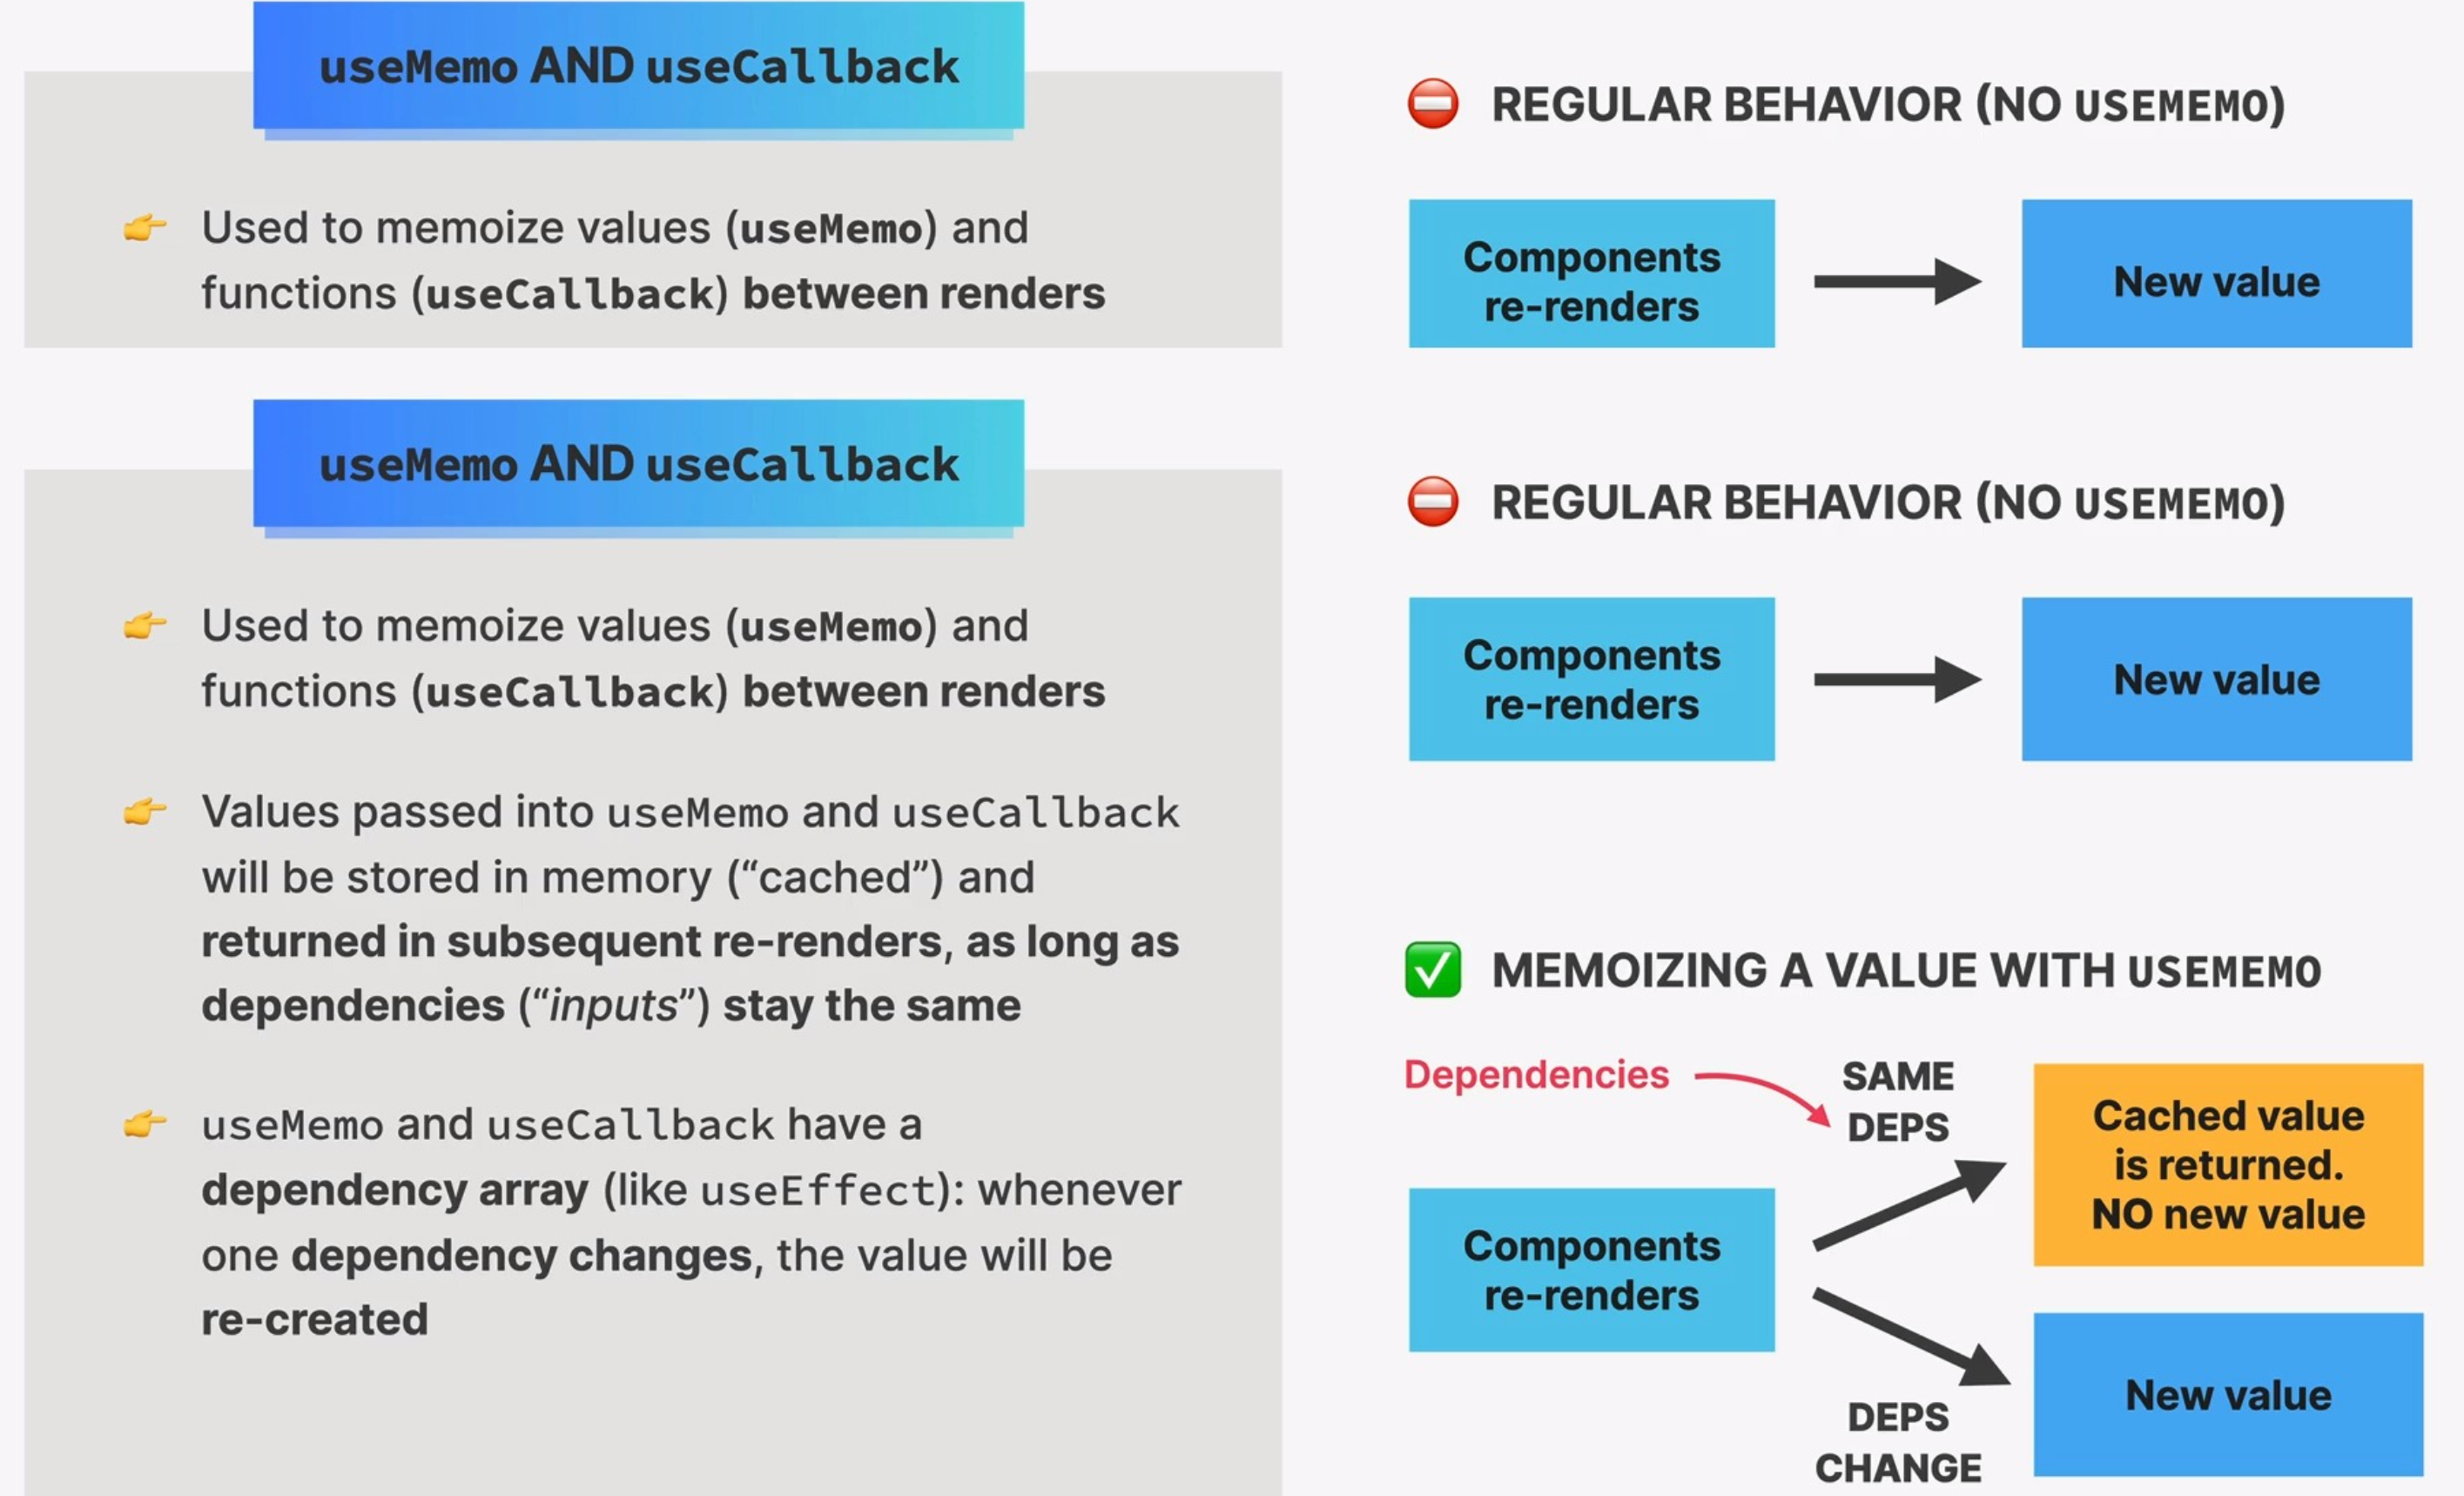 useMemo AND useCallback
Used to memoize values (useMemo) and
functions (useCallback) between renders
REGULAR BEHAVIOR (NO USEMEMO)
Components
re-renders
New value
useMemo AND useCallback
Used to memoize values (useMemo) and
functions (useCallback) between renders
Values passed into useMemo and useCallback
will be stored in memory (“cached”) and
returned in subsequent re-renders, as long as
dependencies (“inputs”) stay the same
useMemo and useCallback have a
dependency array (like useEffect): whenever
one dependency changes, the value will be
re-created
REGULAR BEHAVIOR (NO USEMEMO)
Components
re-renders
New value
MEMOIZING A VALUE WITH USEMEMO
Dependencies
SAME
DEPS
Components
re-renders
Cached value
is returned.
NO new value
DEPS
CHANGE
New value